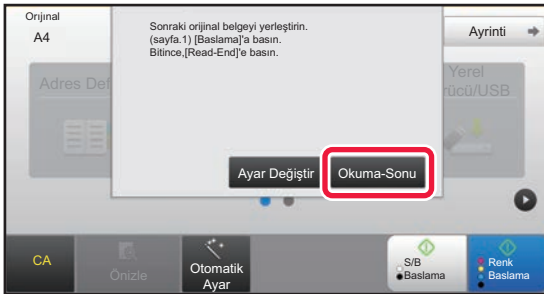 Orijinal
A4
Sonraki orijinal belgeyi yerleştirin.
(sayfa.1) [Baslama]'a basın.
Bitince,[Read-End]'e basın.
Ayrinti
Adres Def
Yerel
rücü/USB
Ayar Değiştir
Okuma-Sonu
CA
Önizle
Otomatik
Ayar
S/B
Baslama
Renk
Baslama